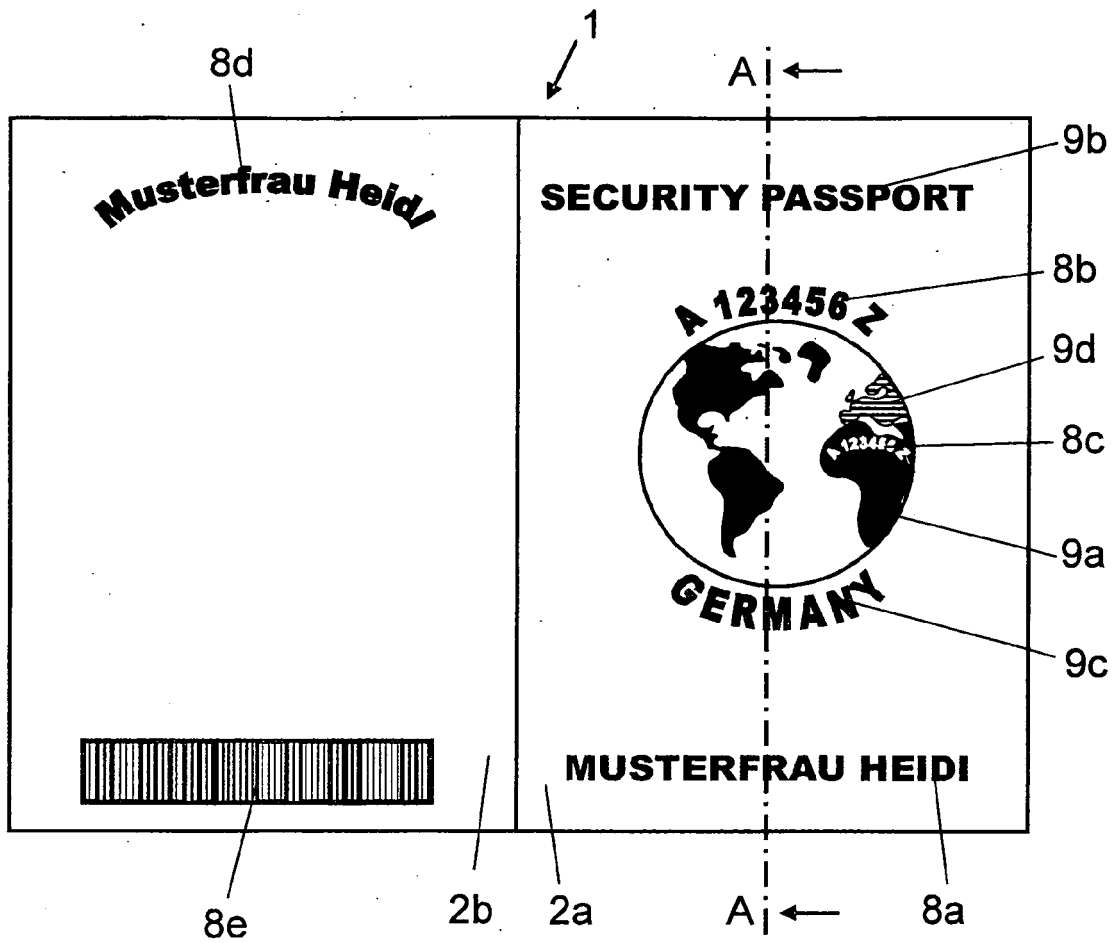 1
8d
A
9b
Musterfrau Heidi
SECURITY PASSPORT
8b
A 123456 Z
9d
8c
A 123456 Z
9a
GERMANY
9c
MUSTERFRAU HEIDI
8e
2b
2a
A
8a